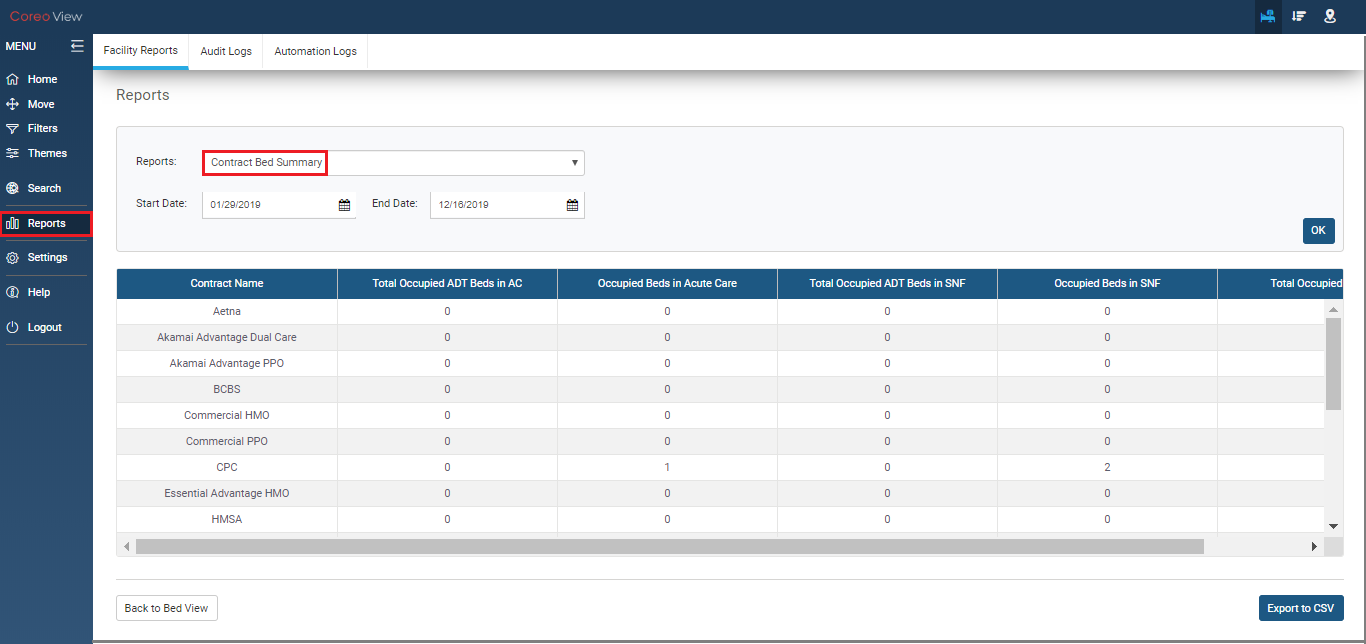 Coreo View
MENU
Home
Move
Filters
Themes
Search
Reports
Settings
Help
Logout
Facility Reports Audit Logs Automation Logs
Reports
Reports: Contract Bed Summary
Start Date: 01/29/2019 End Date: 12/16/2019
OK
Contract Name Total Occupied ADT Beds in AC Occupied Beds in Acute Care Total Occupied ADT Beds in SNF Occupied Beds in SNF Total Occupied
Aetna 0 0 0 0
Akamai Advantage Dual Care 0 0 0 0
Akamai Advantage PPO 0 0 0 0
BCBS 0 0 0 0
Commercial HMO 0 0 0 0
Commercial PPO 0 0 0 0
CPC 0 1 0 2
Essential Advantage HMO 0 0 0 0
HMSA 0 0 0 0
Back to Bed View Export to CSV